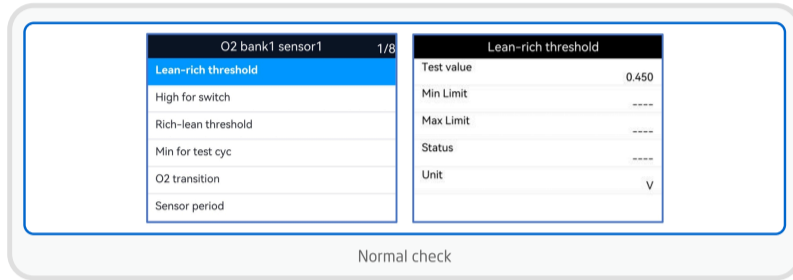 O2 bank1 sensor1 1/8
Lean-rich threshold
High for switch
Rich-lean threshold
Min for test cyc
O2 transition
Sensor period
Lean-rich threshold
Test value
0.450
Min Limit
----
Max Limit
----
Status
----
Unit
V
Normal check